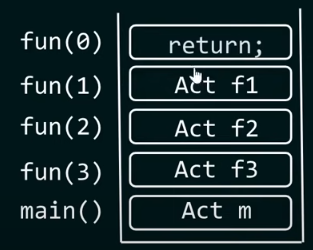 fun(0) return;
fun(1) Act f1
fun(2) Act f2
fun(3) Act f3
main() Act m